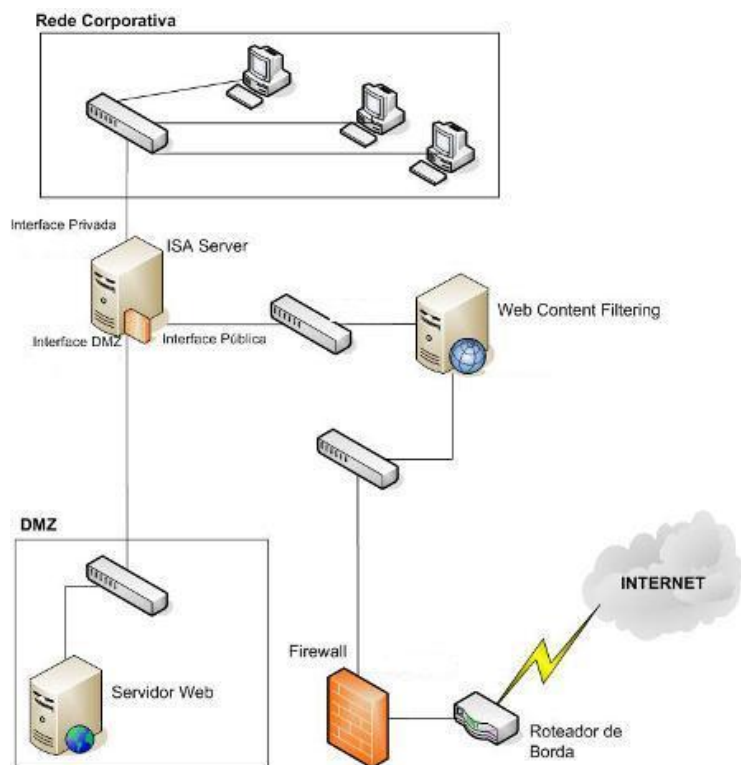 Rede Corporativa
Interface Privada
ISA Server
Web Content Filtering
Interface DMZ
Interface Pública
DMZ
INTERNET
Firewall
Servidor Web
Roteador de
Borda